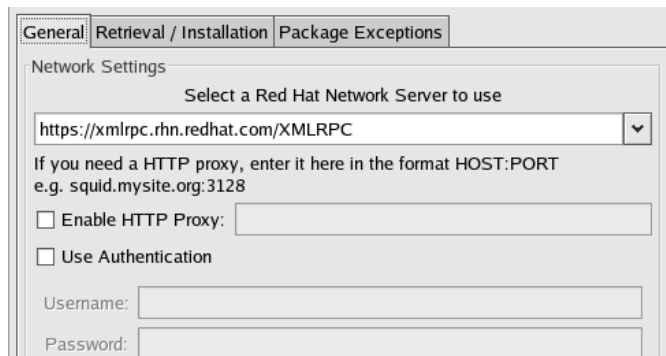 General Retrieval / Installation Package Exceptions
Network Settings
Select a Red Hat Network Server to use
https://xmlrpc.rhn.redhat.com/XMLRPC
If you need a HTTP proxy, enter it here in the format HOST:PORT
e.g. squid.mysite.org:3128
Enable HTTP Proxy:
Use Authentication
Username:
Password: